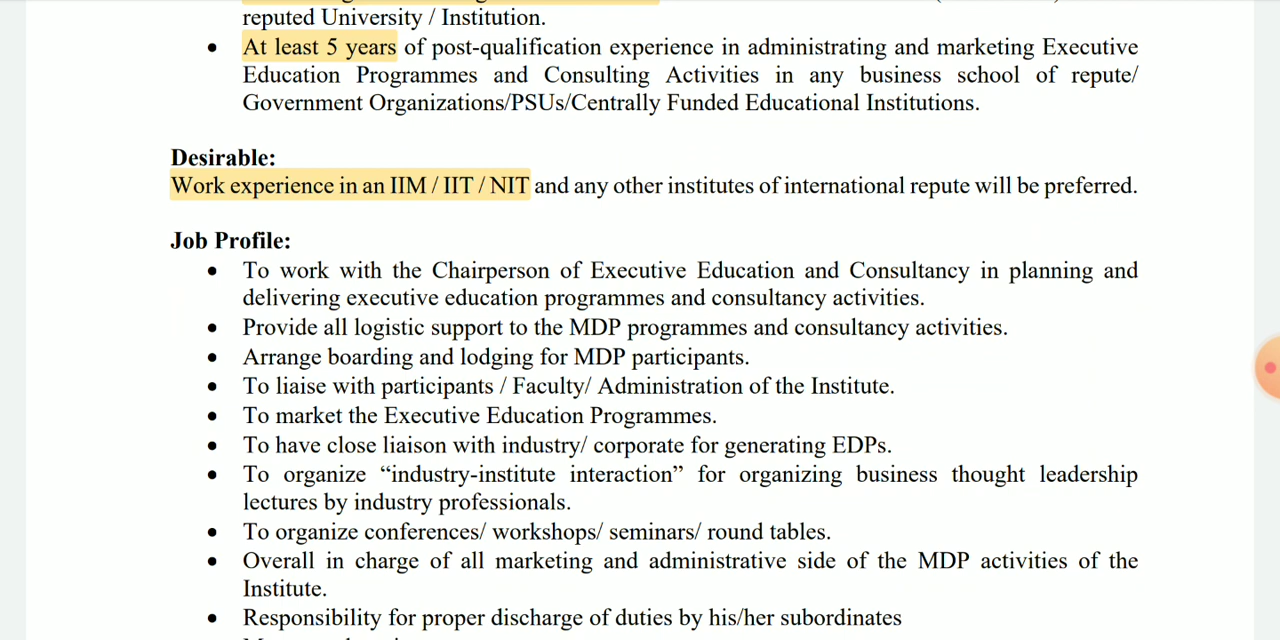 reputed University / Institution.
• At least 5 years of post-qualification experience in administrating and marketing Executive
Education Programmes and Consulting Activities in any business school of repute/
Government Organizations/PSUs/Centrally Funded Educational Institutions.
Desirable:
Work experience in an IIM / IIT / NIT and any other institutes of international repute will be preferred.
Job Profile:
• To work with the Chairperson of Executive Education and Consultancy in planning and
delivering executive education programmes and consultancy activities.
• Provide all logistic support to the MDP programmes and consultancy activities.
• Arrange boarding and lodging for MDP participants.
• To liaise with participants / Faculty/ Administration of the Institute.
• To market the Executive Education Programmes.
• To have close liaison with industry/ corporate for generating EDPs.
• To organize “industry-institute interaction” for organizing business thought leadership
lectures by industry professionals.
• To organize conferences/ workshops/ seminars/ round tables.
• Overall in charge of all marketing and administrative side of the MDP activities of the
Institute.
• Responsibility for proper discharge of duties by his/her subordinates